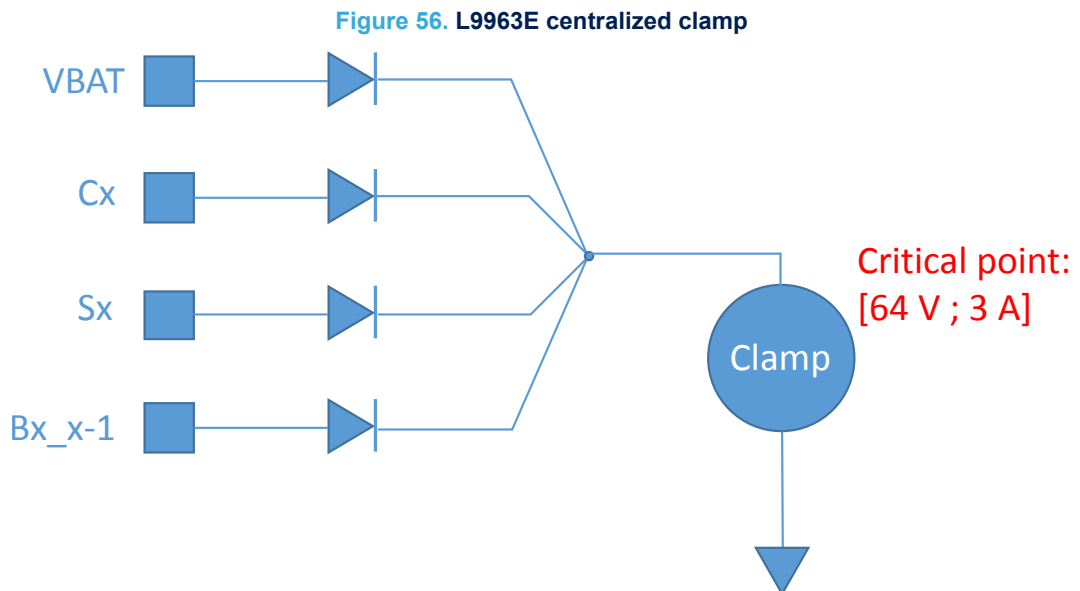 Figure 56. L9963E centralized clamp
VBAT
Cx
Sx
Bx_x-1
Critical point:
[64 V ; 3 A]
Clamp